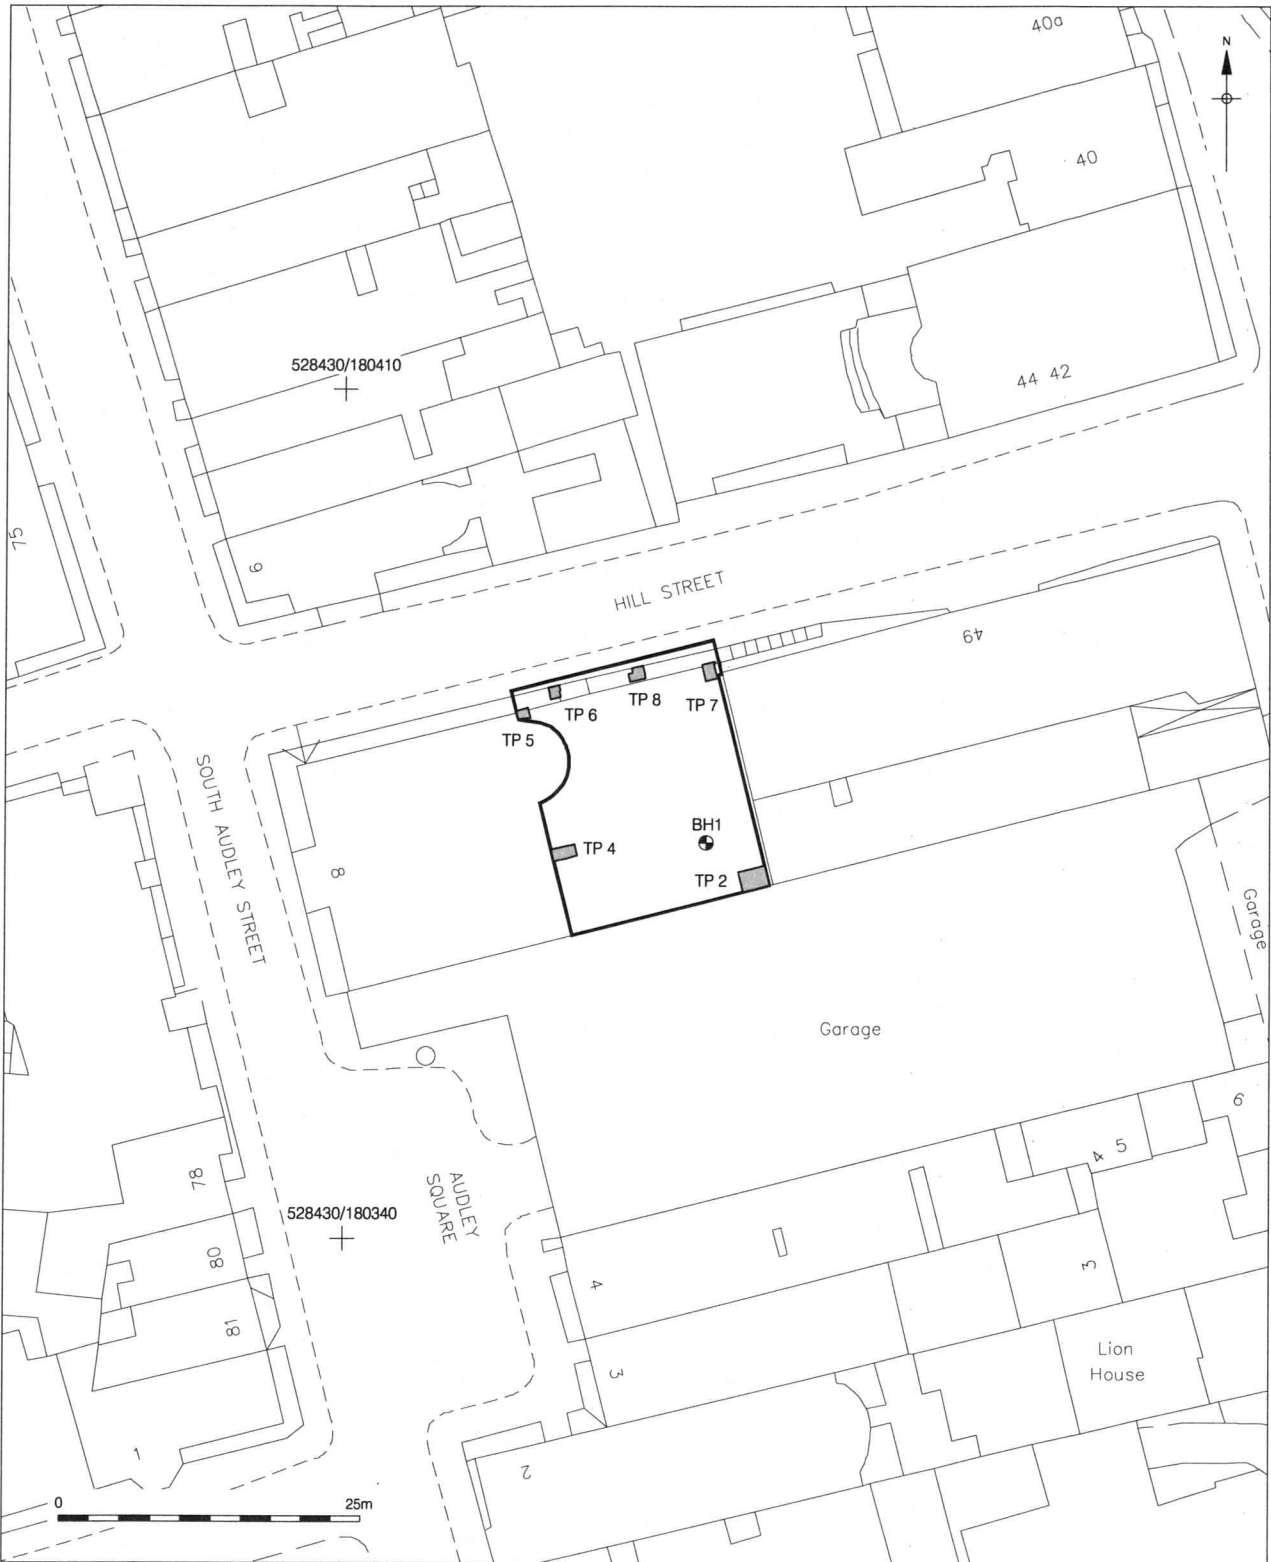 40a
N
40
528430/180410
44 42
75
9
HILL STREET
49
TP 6
TP 8
TP 7
TP 5
SOUTH AUDLEY STREET
BH1
TP 4
TP 2
8
Garage
Garage
78
AUDLEY
SQUARE
528430/180340
80
81
4
3
4 5
6
3
Lion
House
1
2
0
25m